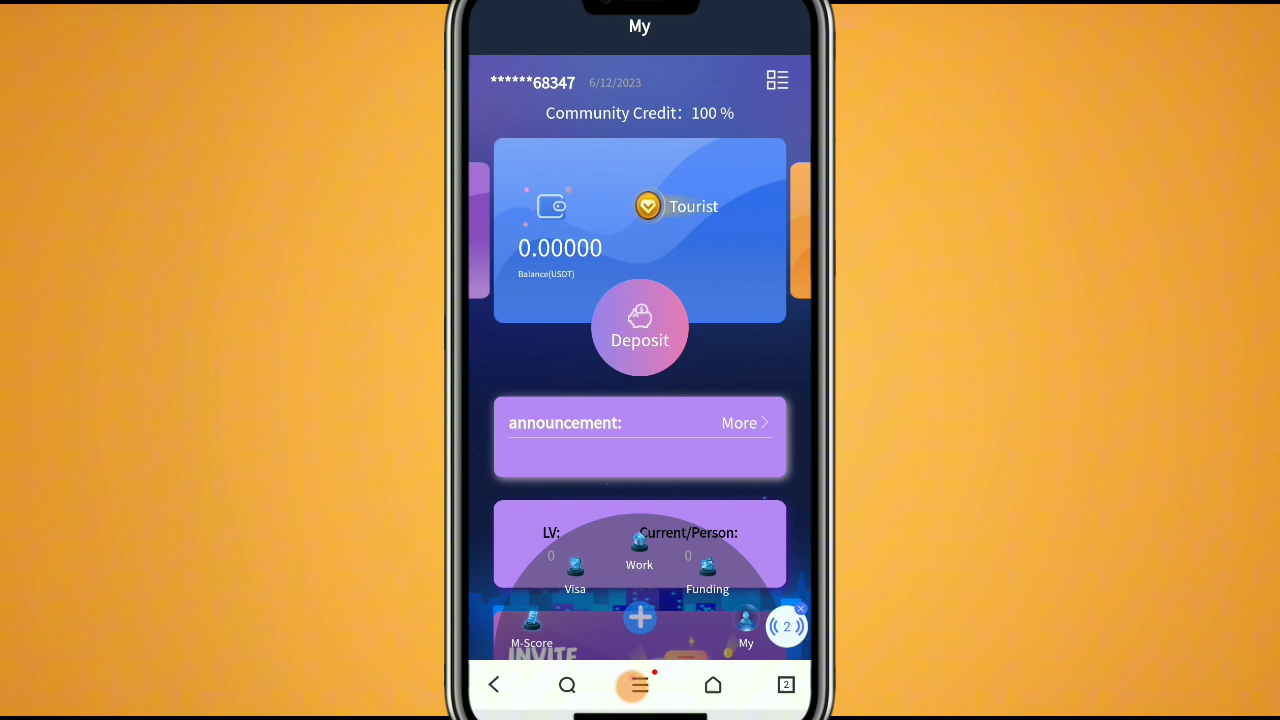 My
******68347 6/12/2023
Community Credit：100 %
Tourist
0.00000
Balance(USDT)
Deposit
announcement: More
LV: Current/Person:
0 0
Work
Visa Funding
2
M-Score My
INVITE
2